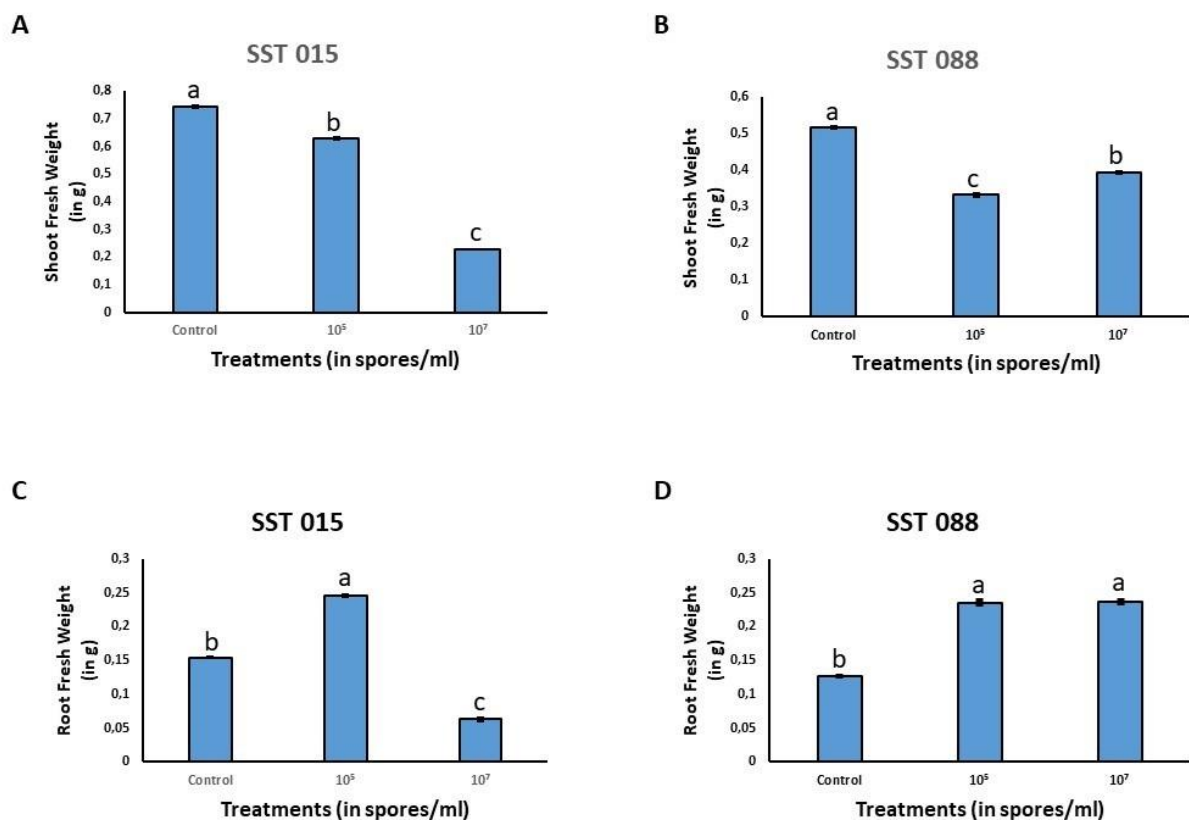 A
SST 015
Shoot Fresh Weight
(in g)
0,8
0,7
0,6
0,5
0,4
0,3
0,2
0,1
0
a
b
c
Control
10⁵
10⁷
Treatments (in spores/ml)
B
SST 088
Shoot Fresh Weight
(in g)
0,6
0,5
0,4
0,3
0,2
0,1
0
a
c
b
Control
10⁵
10⁷
Treatments (in spores/ml)
C
SST 015
Root Fresh Weight
(in g)
0,3
0,25
0,2
0,15
0,1
0,05
0
b
a
c
Control
10⁵
10⁷
Treatments (in spores/ml)
D
SST 088
Root Fresh Weight
(in g)
0,3
0,25
0,2
0,15
0,1
0,05
0
b
a
a
Control
10⁵
10⁷
Treatments (in spores/ml)